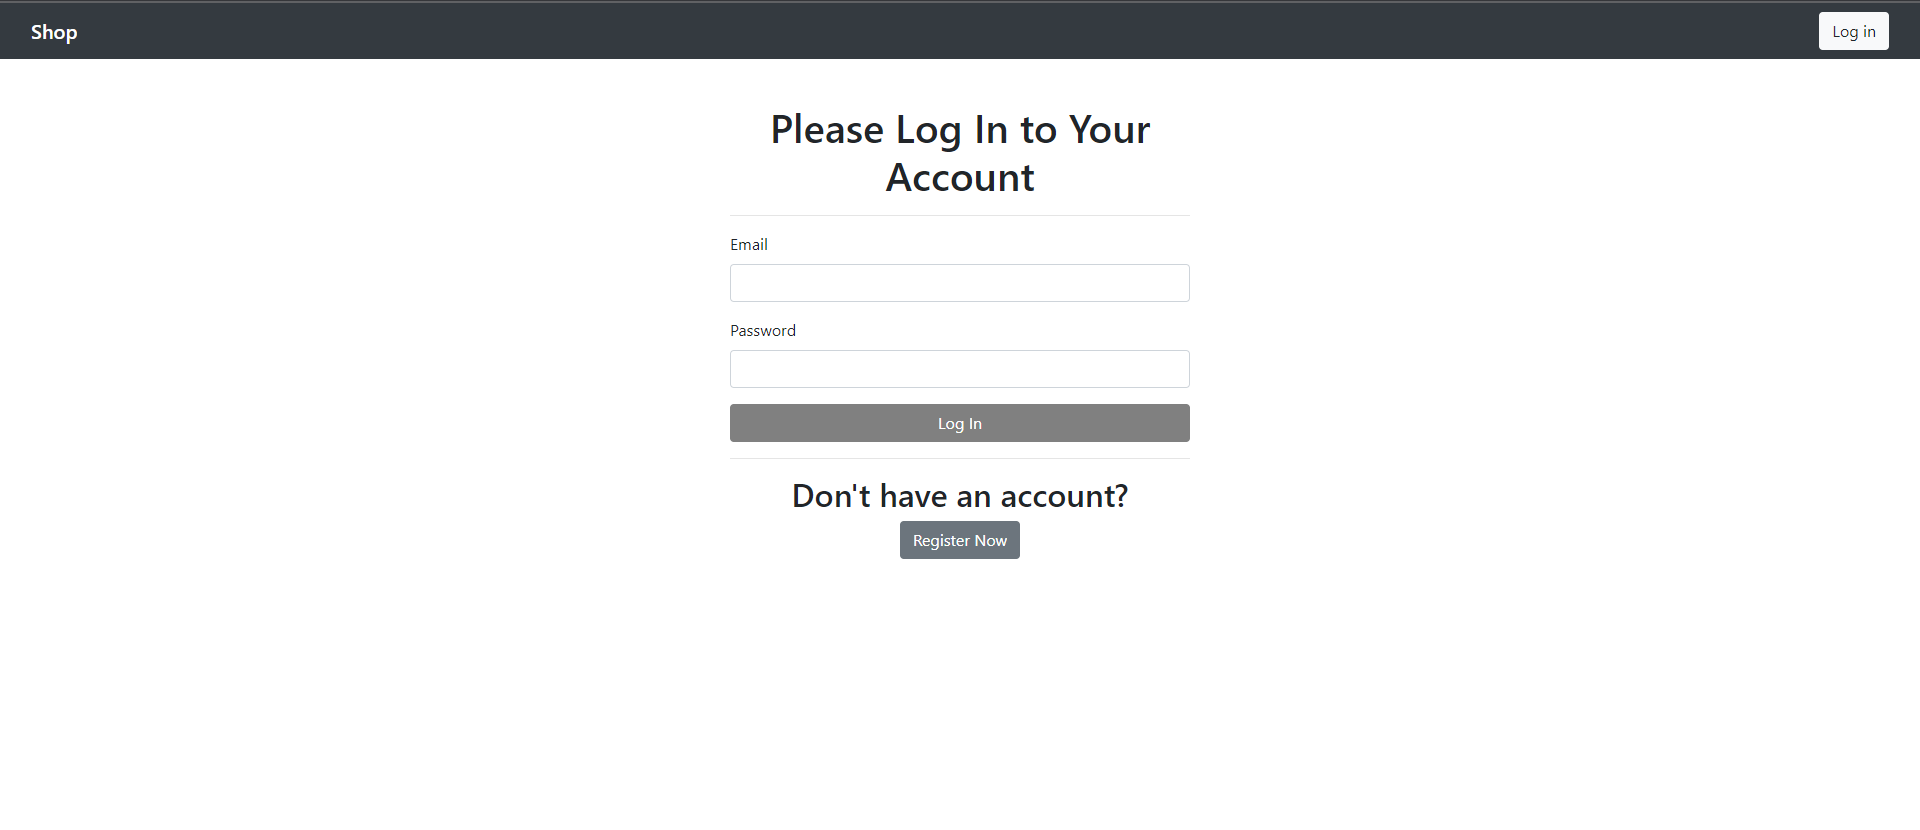 Shop
Log in
Please Log In to Your
Account
Email
Password
Log In
Don't have an account?
Register Now